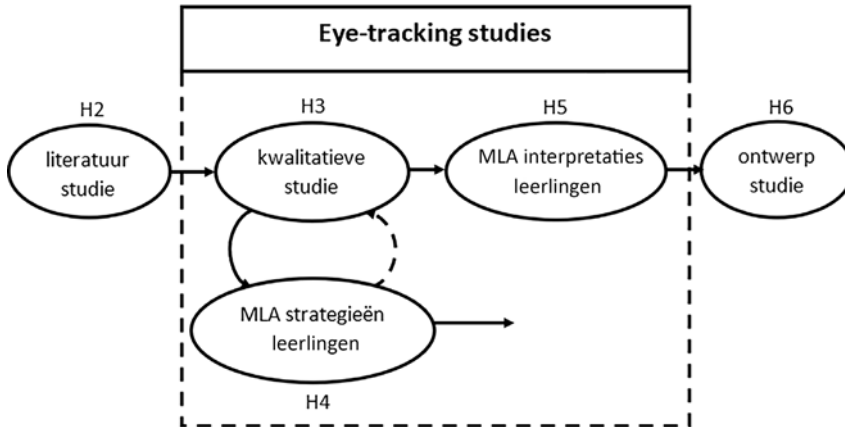 Eye-tracking studies
H2
literatuur
studie
H3
kwalitatieve
studie
H5
MLA interpretaties
leerlingen
H6
ontwerp
studie
MLA strategieën
leerlingen
H4